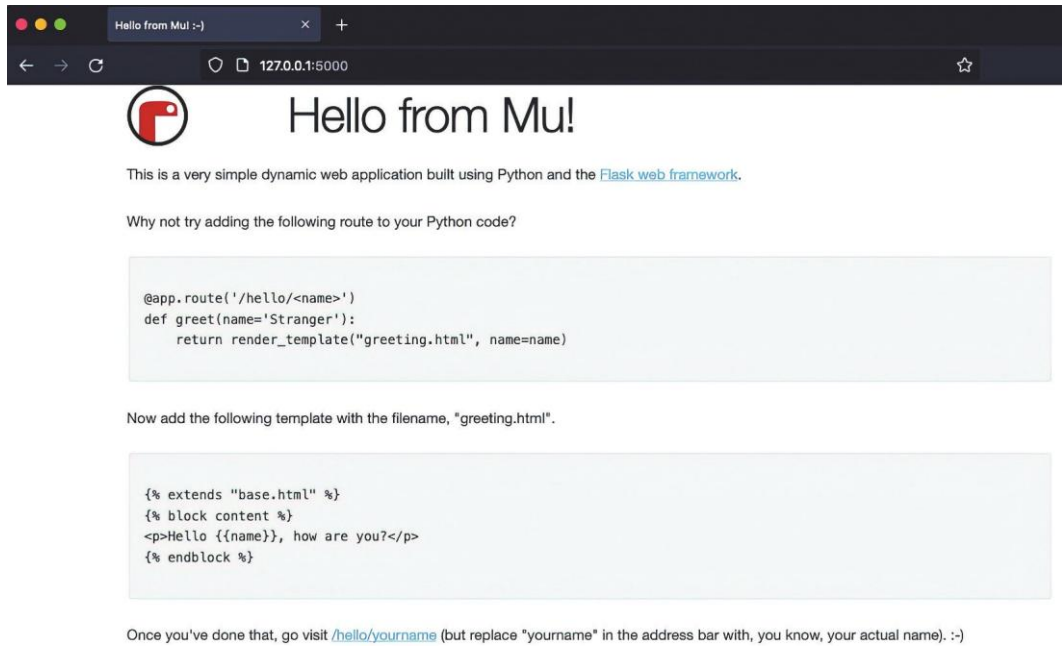 Hello from Mu! :-)
127.0.0.1:5000
Hello from Mu!
This is a very simple dynamic web application built using Python and the Flask web framework.
Why not try adding the following route to your Python code?
@app.route('/hello/<name>')
def greet(name='Stranger'):
    return render_template("greeting.html", name=name)
Now add the following template with the filename, "greeting.html".
{% extends "base.html" %}
{% block content %}
<p>Hello {{name}}, how are you?</p>
{% endblock %}
Once you've done that, go visit /hello/yourname (but replace "yourname" in the address bar with, you know, your actual name). :-)